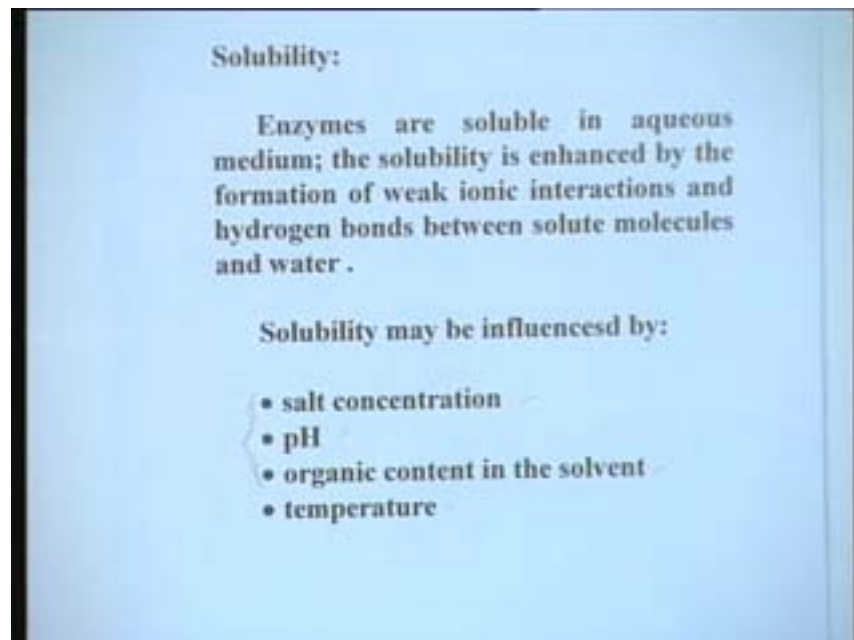 Solubility:
Enzymes are soluble in aqueous
medium; the solubility is enhanced by the
formation of weak ionic interactions and
hydrogen bonds between solute molecules
and water .
Solubility may be influencesd by:
• salt concentration
• pH
• organic content in the solvent
• temperature